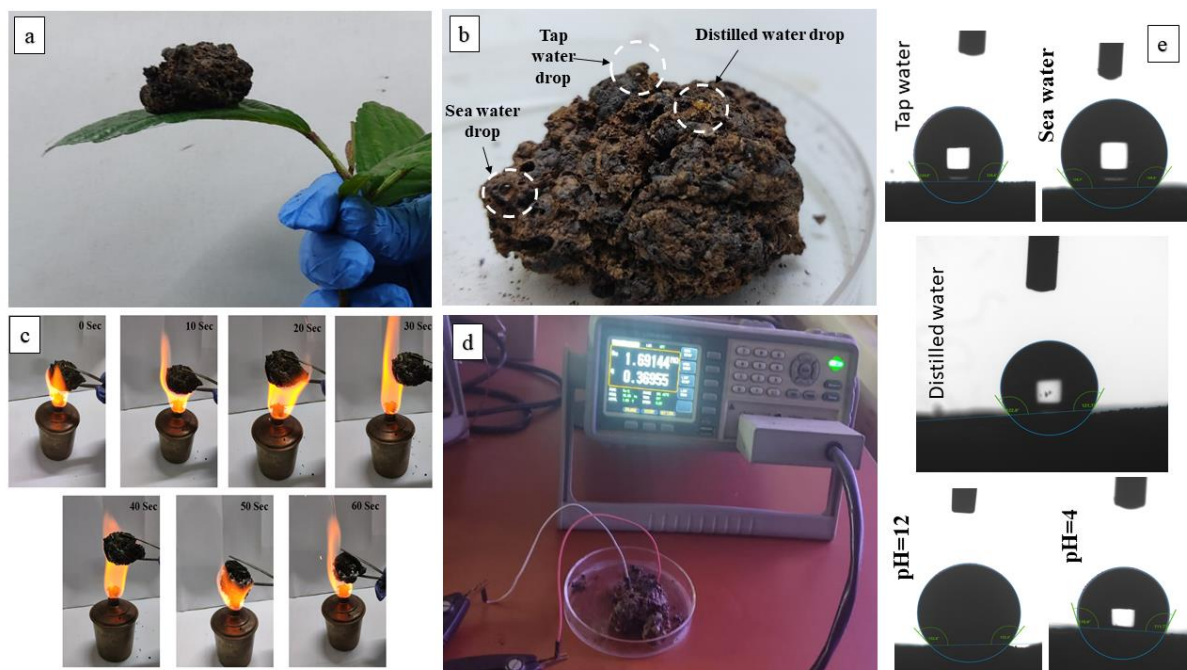 a
b
Tap
water
drop
Distilled water drop
Sea water
drop
e
Tap water
Sea water
Distilled water
c
0 Sec
10 Sec
20 Sec
30 Sec
40 Sec
50 Sec
60 Sec
d
1.69144
0.36955
pH=12
pH=4